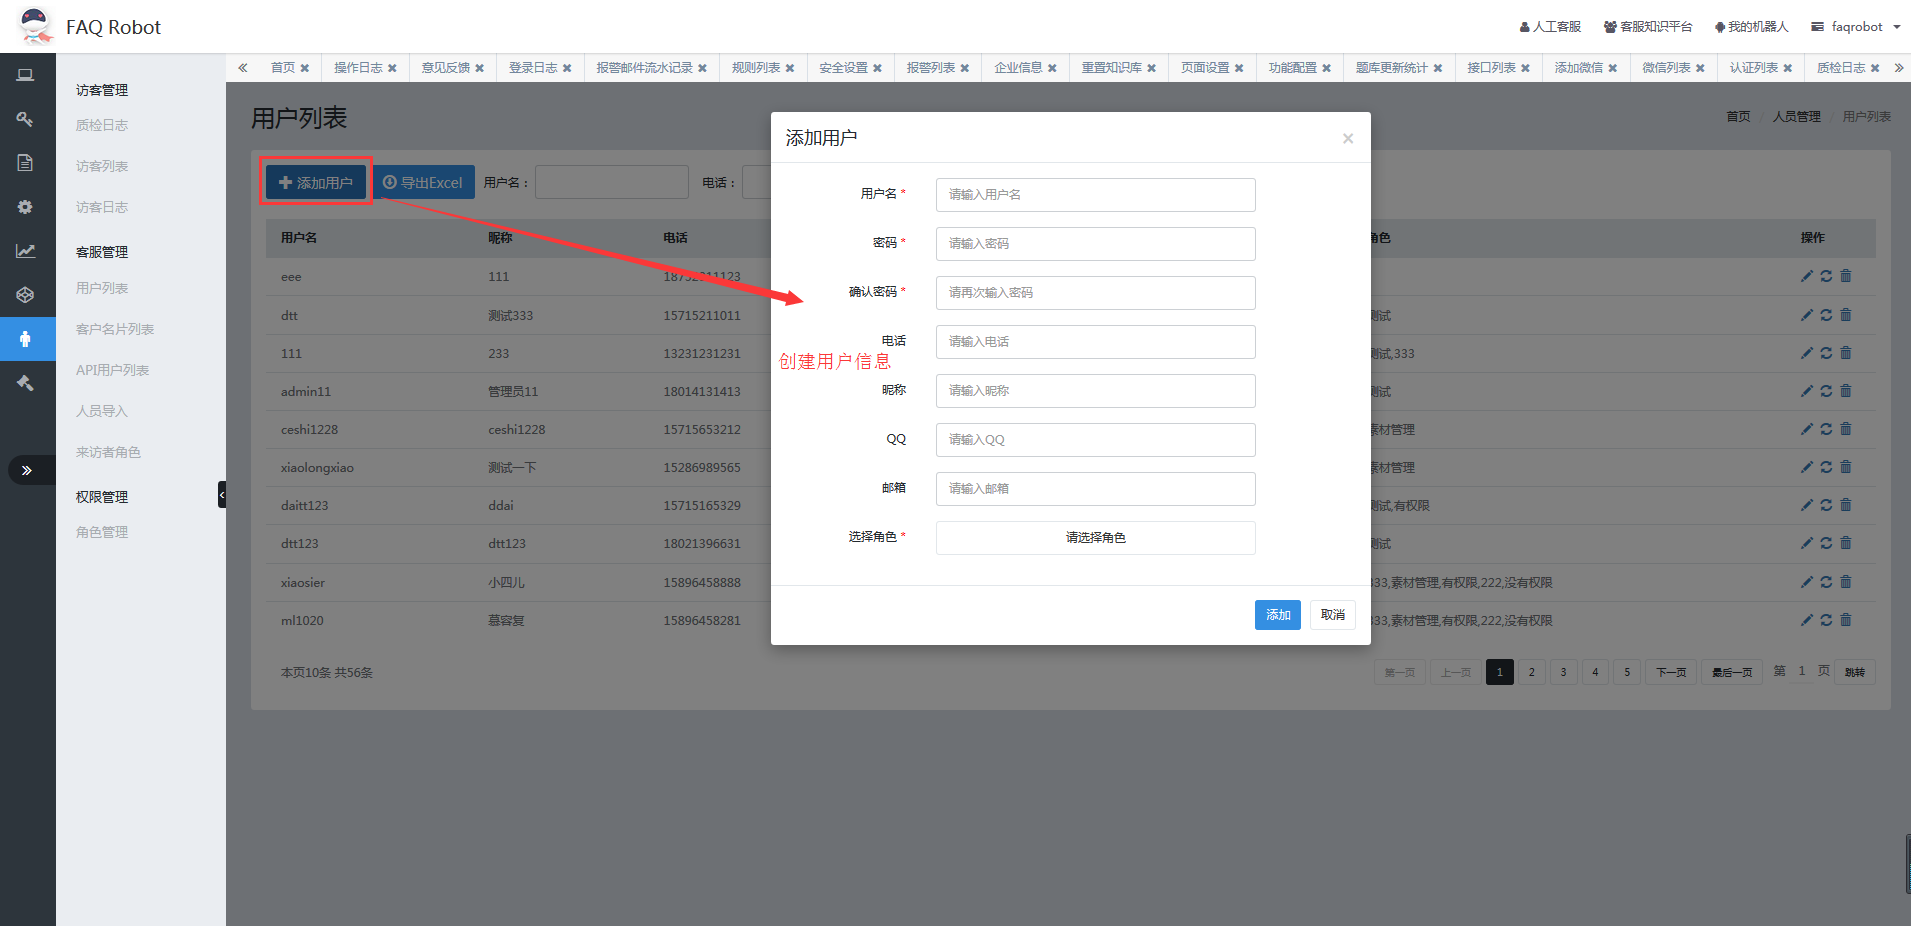 FAQ Robot
人工客服 客服知识平台 我的机器人 faqrobot
首页 操作日志 意见反馈 登录日志 报警邮件流水记录 规则列表 安全设置 报警列表 企业信息 重置知识库 页面设置 功能配置 题库更新统计 接口列表 添加微信 微信列表 认证列表 质检日志
访客管理
质检日志
访客列表
访客日志
客服管理
用户列表
客户名片列表
API用户列表
人员导入
来访者角色
权限管理
角色管理
用户列表
首页 / 人员管理 / 用户列表
添加用户 导出Excel 用户名： 电话：
用户名 昵称 电话 角色 操作
eee 111
dtt 测试333 15715211011 测试
111 233 13231231231 测试,333
admin11 管理员11 18014131413 测试
ceshi1228 ceshi1228 15715653212 素材管理
xiaolongxiao 测试一下 15286989565 素材管理
daitt123 ddai 15715165329 测试,有权限
dtt123 dtt123 18021396631 测试
xiaosier 小四儿 15896458888 333,素材管理,有权限,222,没有权限
ml1020 慕容复 15896458281 333,素材管理,有权限,222,没有权限
本页10条 共56条
第一页 上一页 1 2 3 4 5 下一页 最后一页 第 1 页 跳转
添加用户 ×
用户名 * 请输入用户名
密码 * 请输入密码
确认密码 * 请再次输入密码
电话 请输入电话
创建用户信息
昵称 请输入昵称
QQ 请输入QQ
邮箱 请输入邮箱
选择角色 * 请选择角色
添加 取消